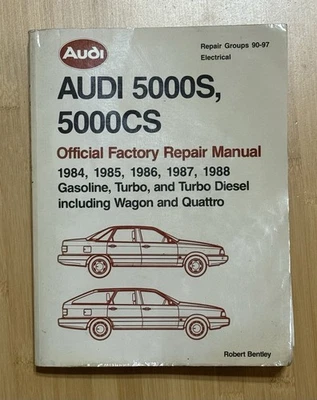 Audi
Repair Groups 90-97
Electrical
AUDI 5000S,
5000CS
Official Factory Repair Manual
1984, 1985, 1986, 1987, 1988
Gasoline, Turbo, and Turbo Diesel
including Wagon and Quattro
Robert Bentley